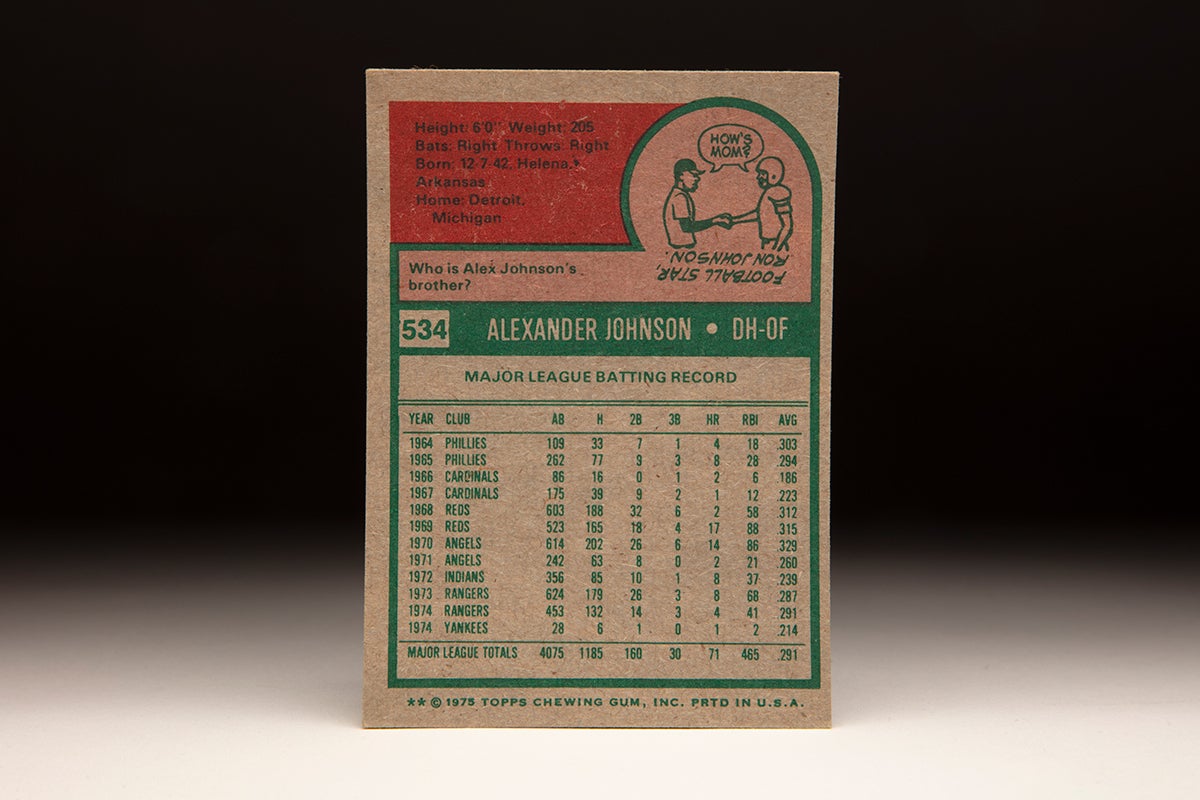 Height: 6'0" Weight: 205
Bats: Right Throws: Right
Born: 12-7-42, Helena,
Arkansas
Home: Detroit,
Michigan
HOW'S
MOM?
FOOTBALL STAR,
RON JOHNSON.
Who is Alex Johnson's
brother?
534 ALEXANDER JOHNSON • DH-OF
MAJOR LEAGUE BATTING RECORD
YEAR CLUB AB H 2B 3B HR RBI AVG
1964 PHILLIES 109 33 7 1 4 18 .303
1965 PHILLIES 262 77 9 3 8 28 .294
1966 CARDINALS 86 16 0 1 2 6 .186
1967 CARDINALS 175 39 9 2 1 12 .223
1968 REDS 603 188 32 6 2 58 .312
1969 REDS 523 165 18 4 17 88 .315
1970 ANGELS 614 202 26 6 14 86 .329
1971 ANGELS 242 63 8 0 2 21 .260
1972 INDIANS 356 85 10 1 8 37 .239
1973 RANGERS 624 179 26 3 8 68 .287
1974 RANGERS 453 132 14 3 4 41 .291
1974 YANKEES 28 6 1 0 1 2 .214
MAJOR LEAGUE TOTALS 4075 1185 160 30 71 465 .291
** © 1975 TOPPS CHEWING GUM, INC. PRTD IN U.S.A.